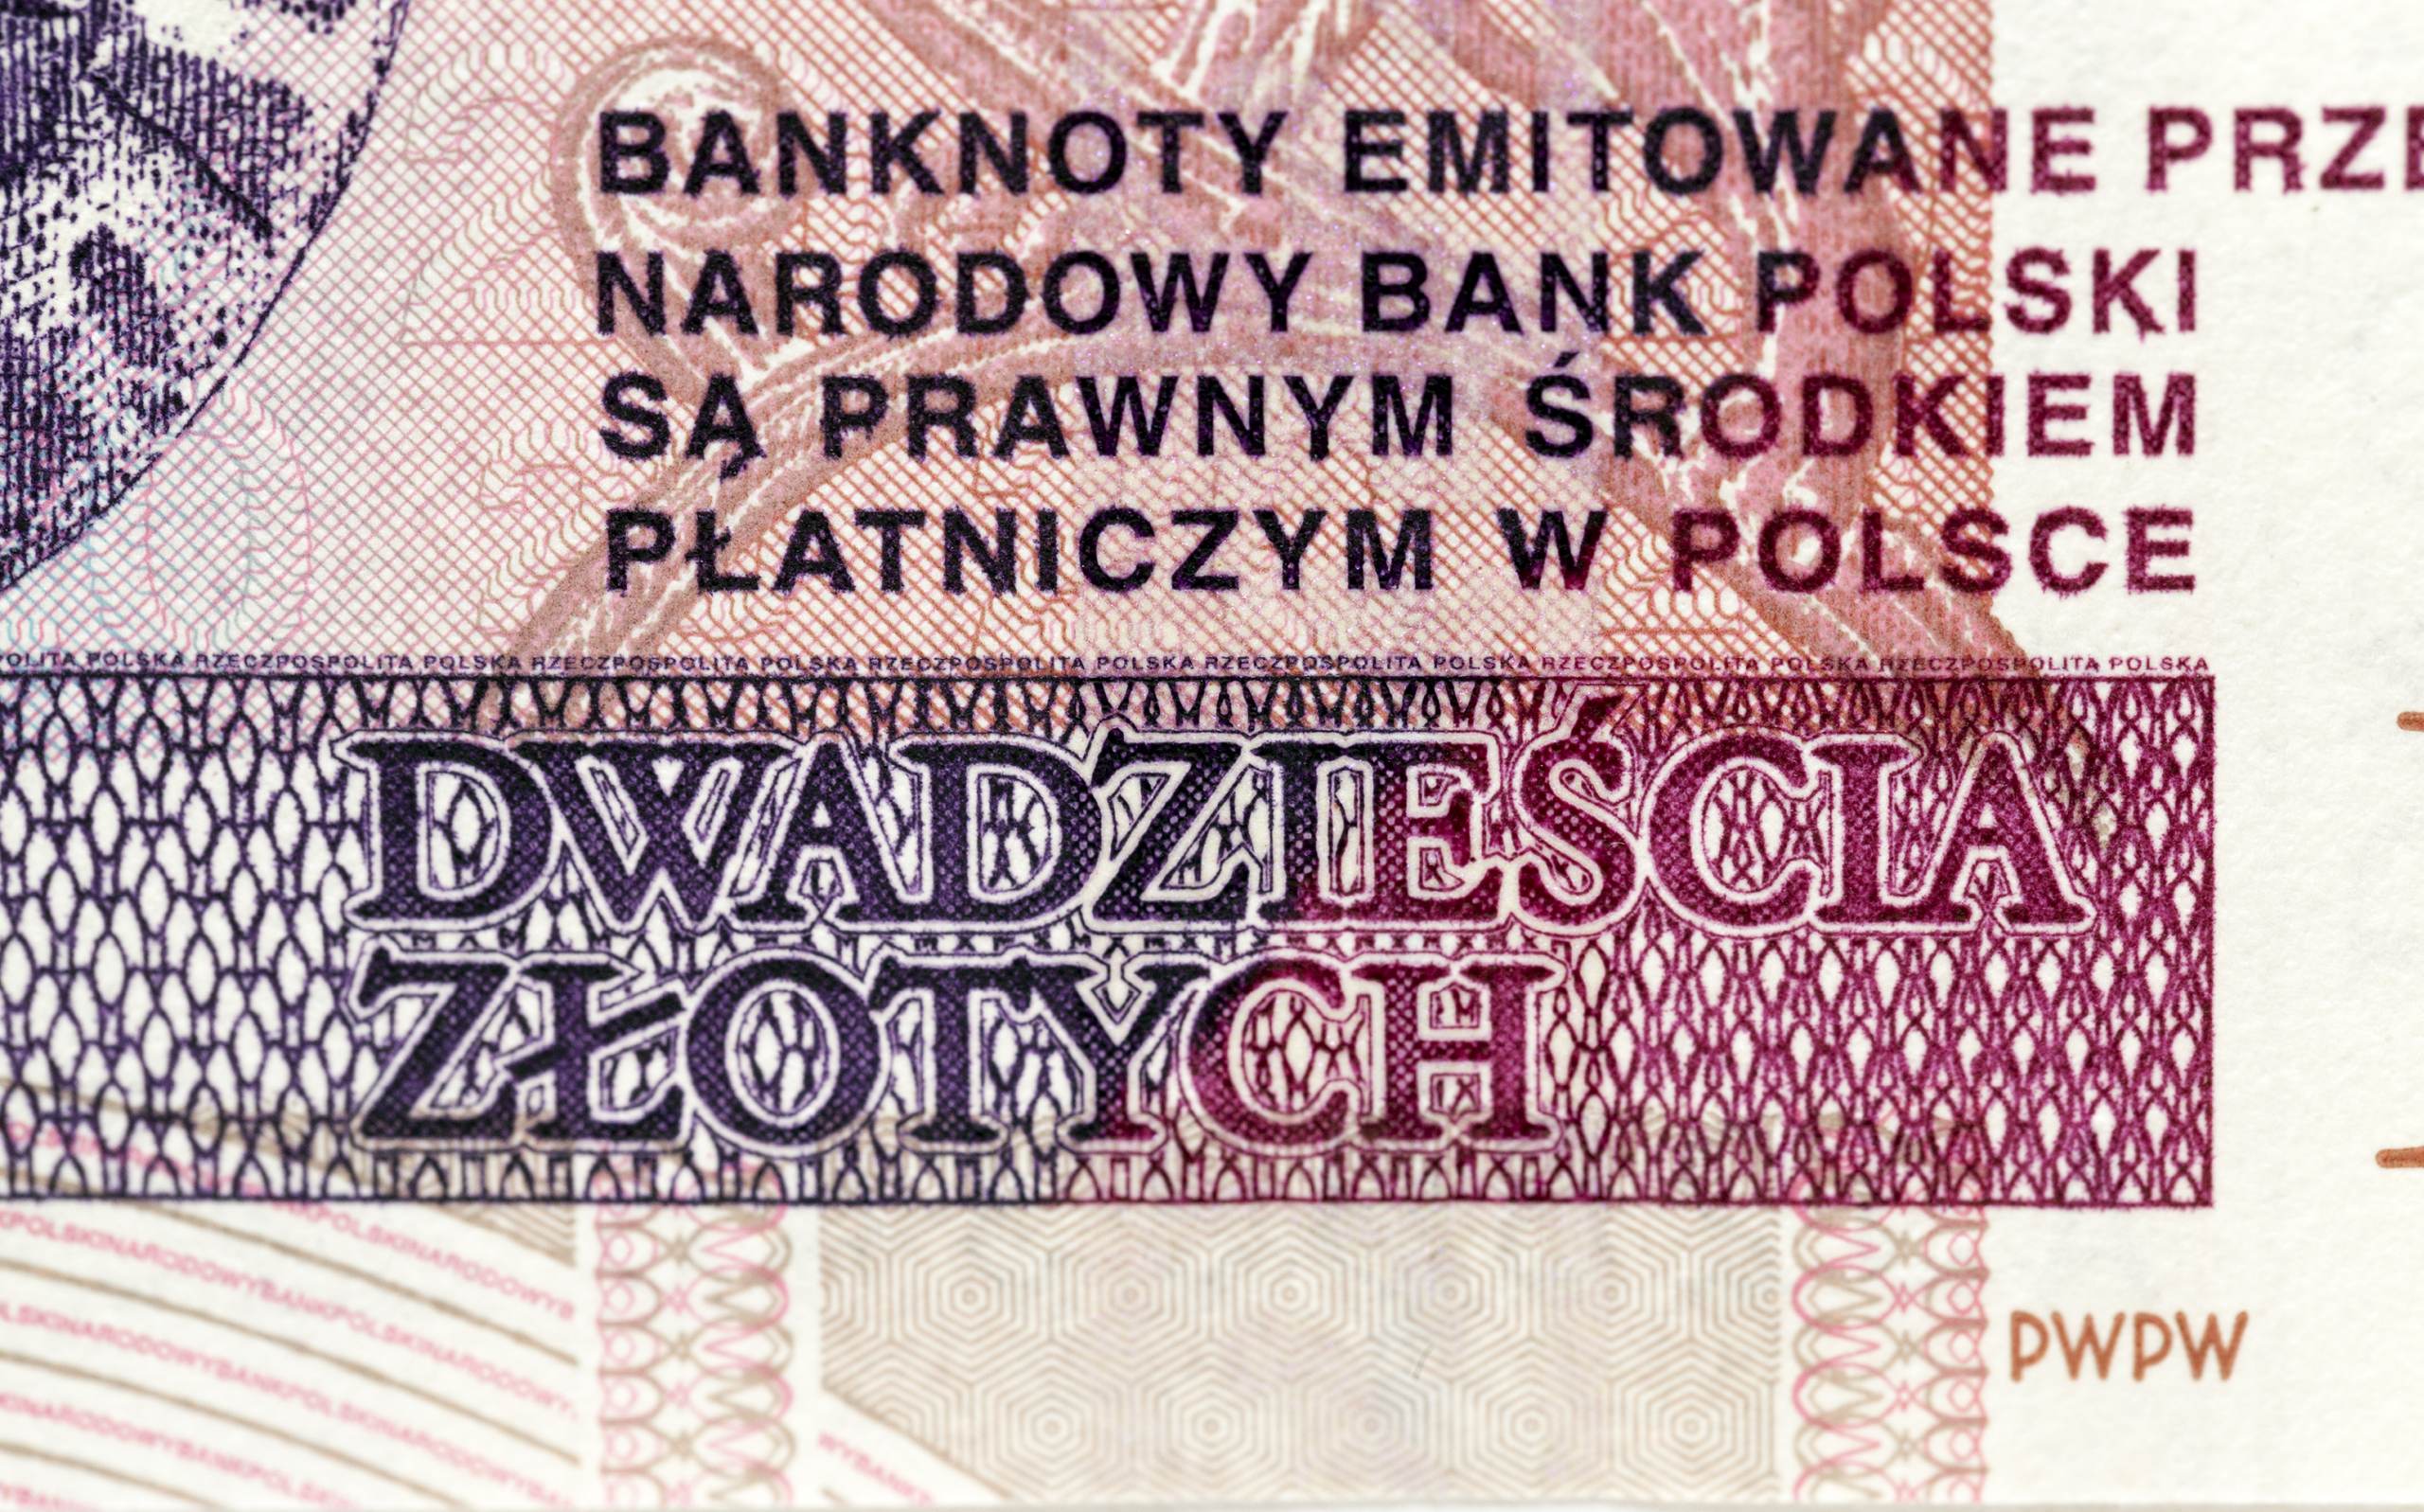 BANKNOTY EMITOWANE
NARODOWY BANK POLSKI
SĄ PRAWNYM ŚRODKIEM
PŁATNICZYM W POLSCE
POLSKA RZECZPOSPOLITA POLSKA RZECZPOSPOLITA POLSKA RZECZPOSPOLITA POLSKA RZECZPOSPOLITA POLSKA RZECZPOSPOLITA POLSKA RZECZPOSPOLITA POLSKA
DWADZIEŚCIA
ZŁOTYCH
PWPW